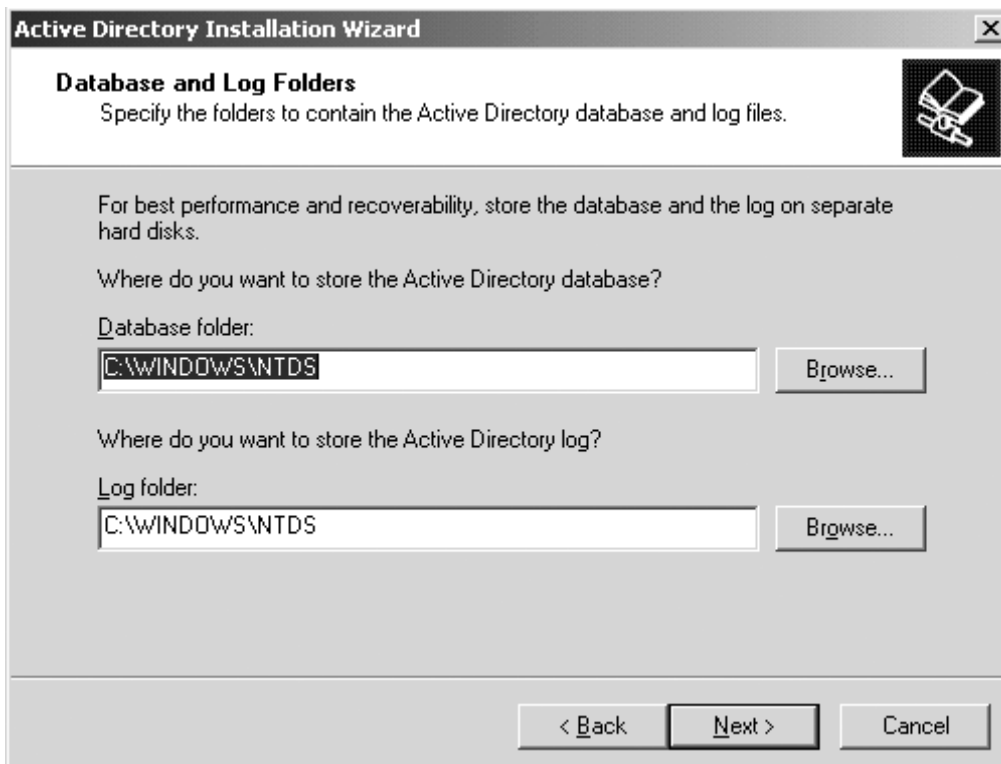 Active Directory Installation Wizard
Database and Log Folders
Specify the folders to contain the Active Directory database and log files.
For best performance and recoverability, store the database and the log on separate
hard disks.
Where do you want to store the Active Directory database?
Database folder:
C:\WINDOWS\NTDS
Browse...
Where do you want to store the Active Directory log?
Log folder:
C:\WINDOWS\NTDS
Browse...
< Back Next > Cancel